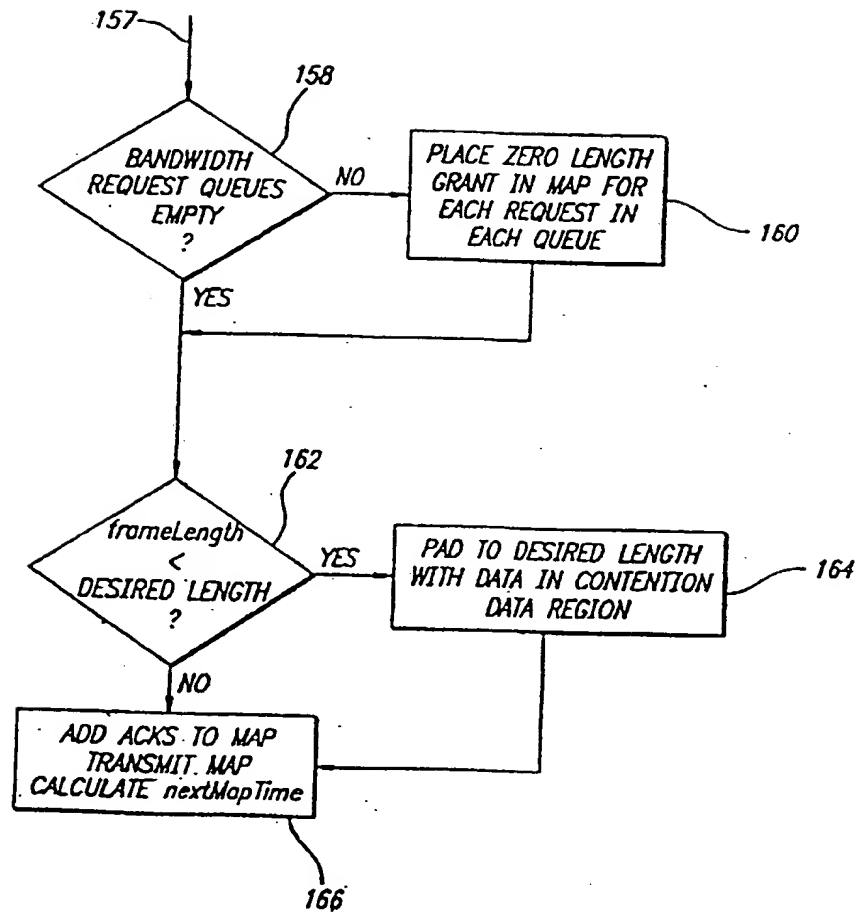 157
158
BANDWIDTH
REQUEST QUEUES
EMPTY
?
NO
PLACE ZERO LENGTH
GRANT IN MAP FOR
EACH REQUEST IN
EACH QUEUE
160
YES
162
frameLength
<
DESIRED LENGTH
?
YES
PAD TO DESIRED LENGTH
WITH DATA IN CONTENTION
DATA REGION
164
NO
ADD ACKS TO MAP
TRANSMIT MAP
CALCULATE nextMapTime
166